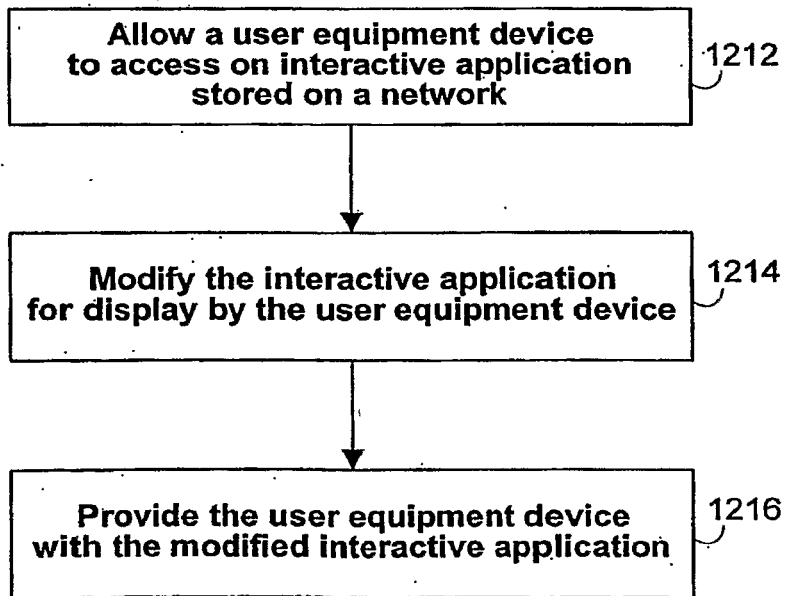 Allow a user equipment device
to access on interactive application
stored on a network
1212
Modify the interactive application
for display by the user equipment device
1214
Provide the user equipment device
with the modified interactive application
1216